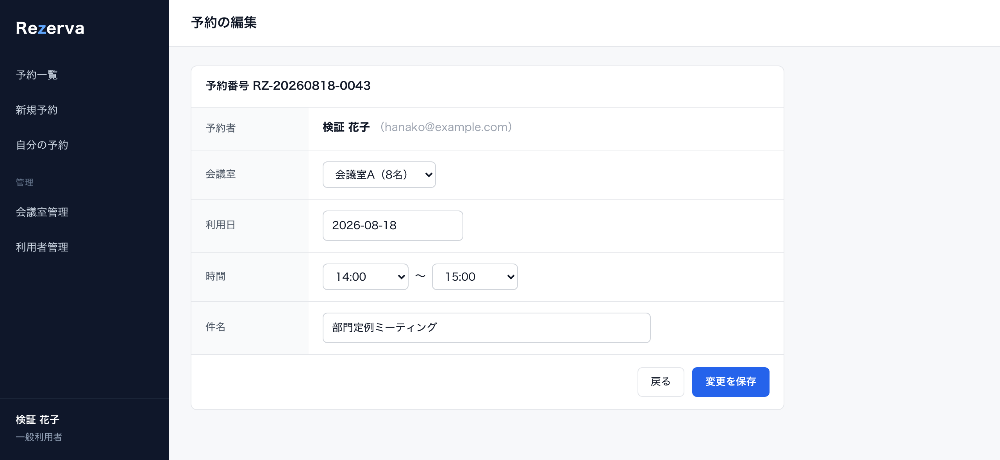 Rezerva
予約一覧
新規予約
自分の予約
管理
会議室管理
利用者管理
検証 花子
一般利用者
予約の編集
予約番号 RZ-20260818-0043
予約者 検証 花子 （hanako@example.com）
会議室 会議室A（8名）
利用日 2026-08-18
時間 14:00 〜 15:00
件名 部門定例ミーティング
戻る 変更を保存